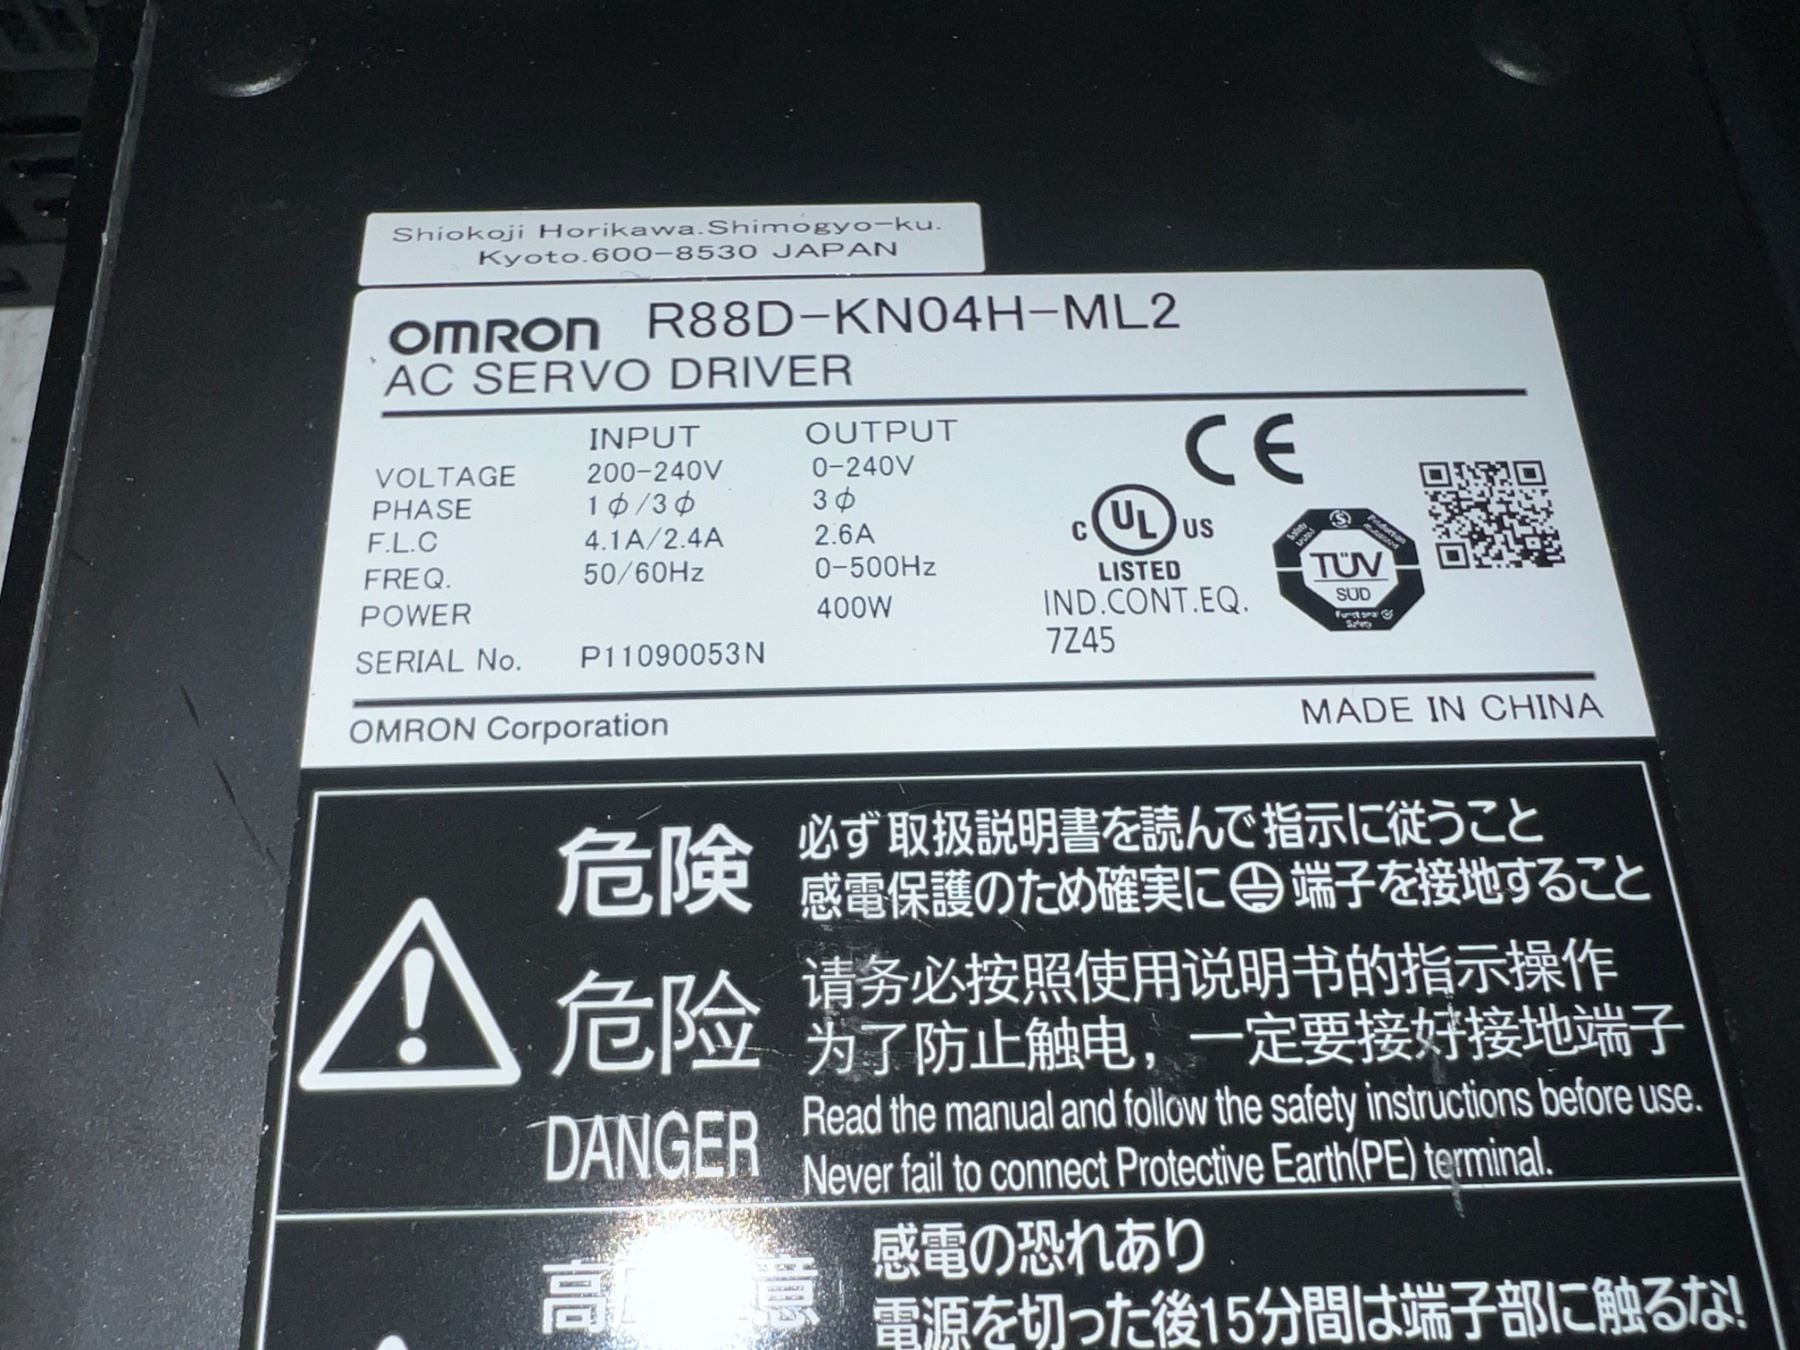 Shiokoji Horikawa.Shimogyo-ku.
Kyoto.600-8530 JAPAN
OMRON R88D-KN04H-ML2
AC SERVO DRIVER
INPUT OUTPUT
VOLTAGE 200-240V 0-240V
PHASE 1ϕ/3ϕ 3ϕ
F.L.C 4.1A/2.4A 2.6A
FREQ. 50/60Hz 0-500Hz
POWER 400W
SERIAL No. P11090053N
CE
C UL US
LISTED
IND.CONT.EQ.
7Z45
TÜV
SÜD
Functional
Safety
OMRON Corporation
MADE IN CHINA
危険
必ず取扱説明書を読んで指示に従うこと
感電保護のため確実に⏚端子を接地すること
危险
请务必按照使用说明书的指示操作
为了防止触电，一定要接好接地端子
DANGER
Read the manual and follow the safety instructions before use.
Never fail to connect Protective Earth(PE) terminal.
高 意
感電の恐れあり
電源を切った後15分間は端子部に触るな!